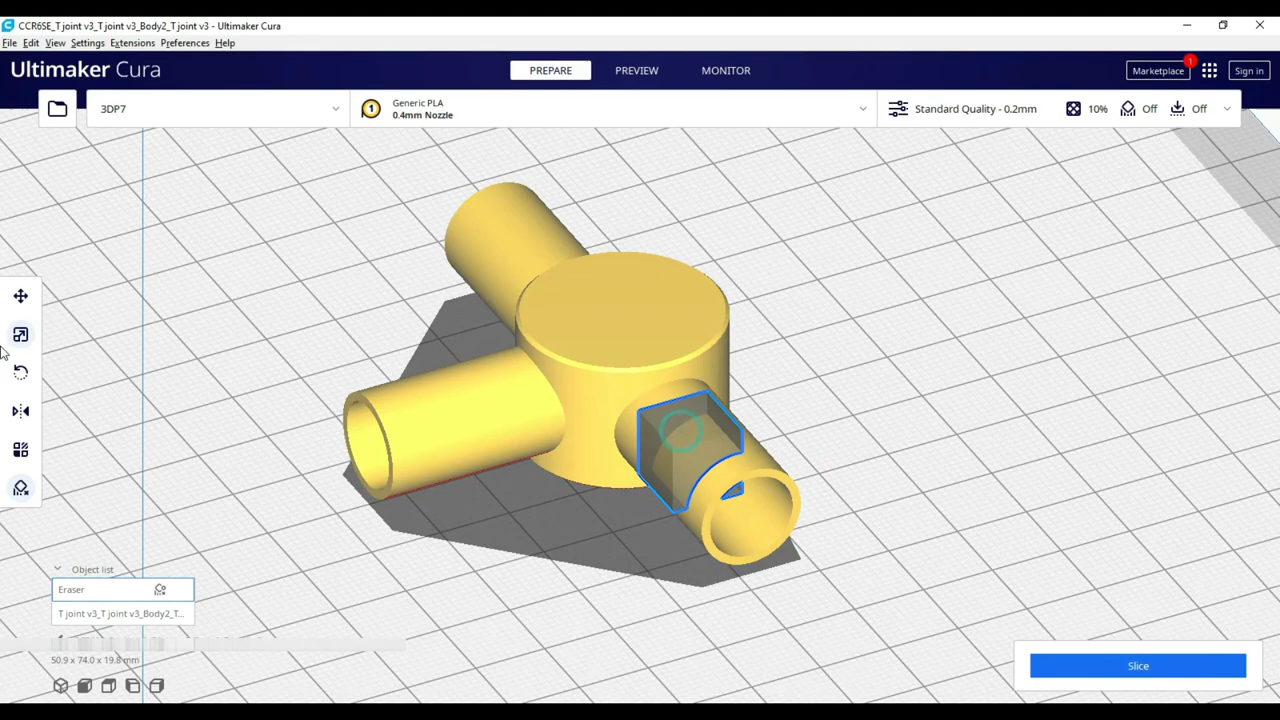 CCR6SE_T joint v3_T joint v3_Body2_T joint v3 - Ultimaker Cura
File Edit View Settings Extensions Preferences Help
Ultimaker Cura
PREPARE
PREVIEW
MONITOR
Marketplace
1
Sign in
3DP7
1
Generic PLA
0.4mm Nozzle
Standard Quality - 0.2mm
10%
Off
Off
Object list
Eraser
T joint v3_T joint v3_Body2_T...
50.9 x 74.0 x 19.8 mm
Slice